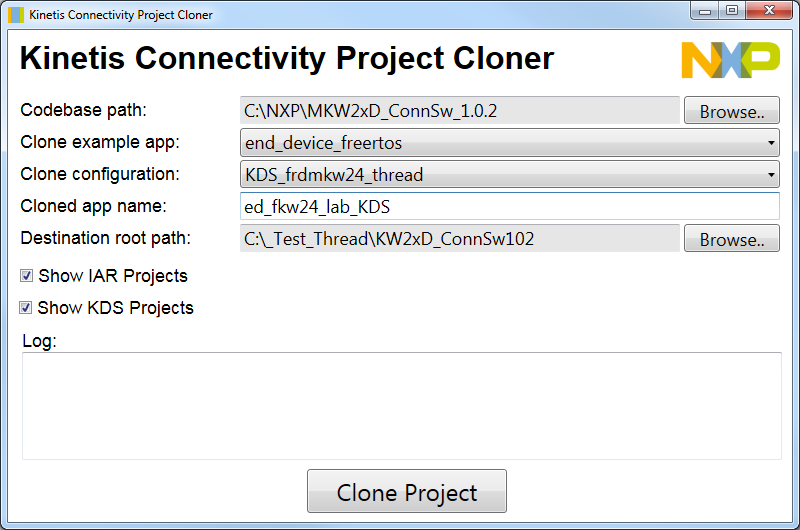 Kinetis Connectivity Project Cloner
Kinetis Connectivity Project Cloner
NXP
Codebase path: C:\NXP\MKW2xD_ConnSw_1.0.2 Browse..
Clone example app: end_device_freertos
Clone configuration: KDS_frdmkw24_thread
Cloned app name: ed_fkw24_lab_KDS
Destination root path: C:\_Test_Thread\KW2xD_ConnSw102 Browse..
Show IAR Projects
Show KDS Projects
Log:
Clone Project